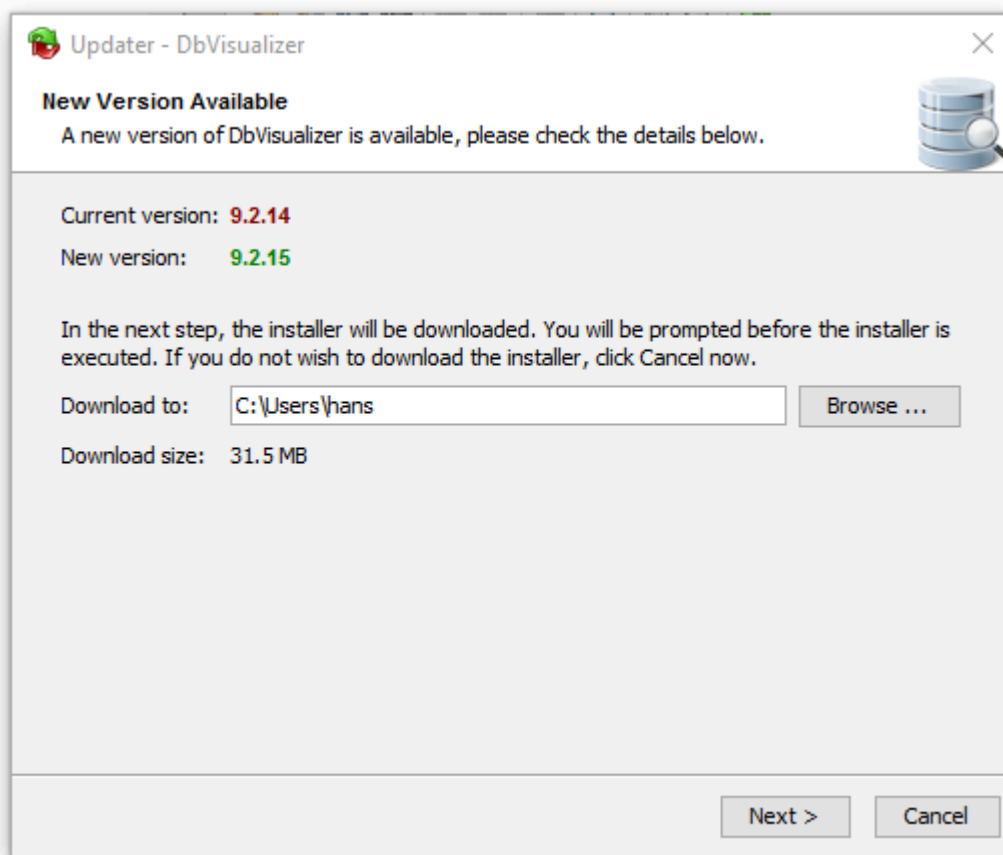 Updater - DbVisualizer
New Version Available
A new version of DbVisualizer is available, please check the details below.
Current version: 9.2.14
New version: 9.2.15
In the next step, the installer will be downloaded. You will be prompted before the installer is
executed. If you do not wish to download the installer, click Cancel now.
Download to: C:\Users\hans Browse ...
Download size: 31.5 MB
Next > Cancel